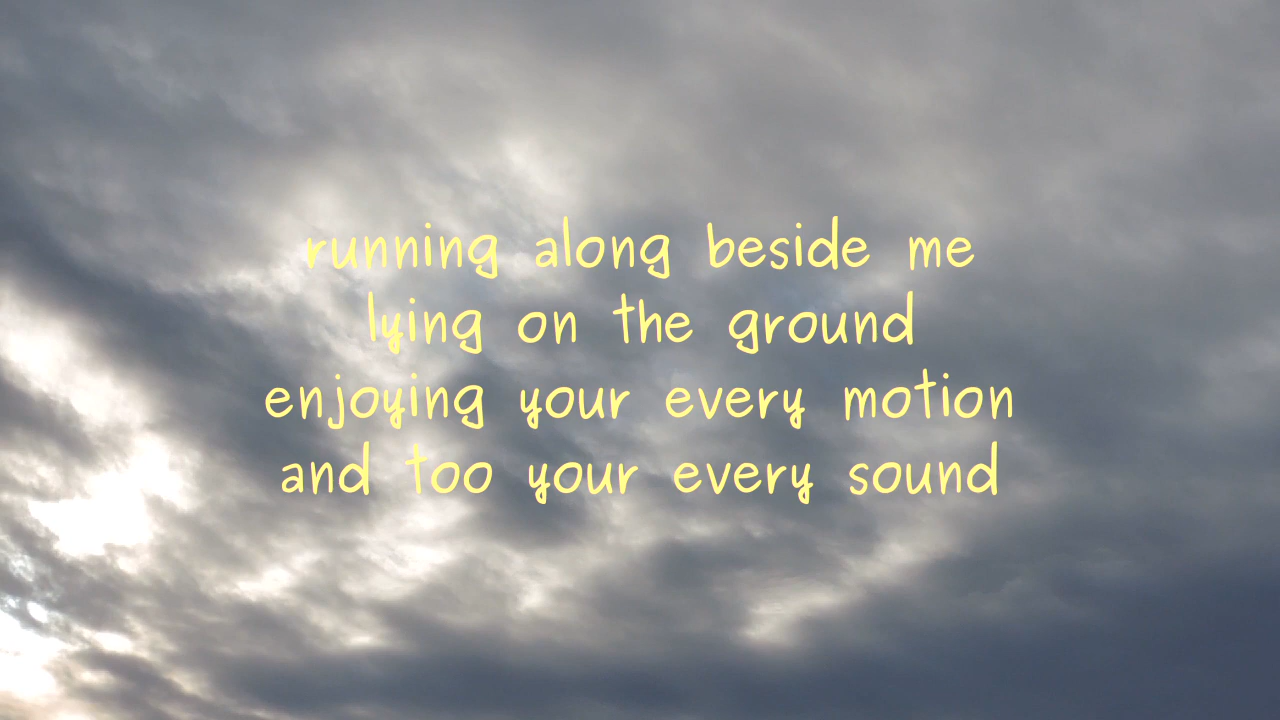 running along beside me
lying on the ground
enjoying your every motion
and too your every sound